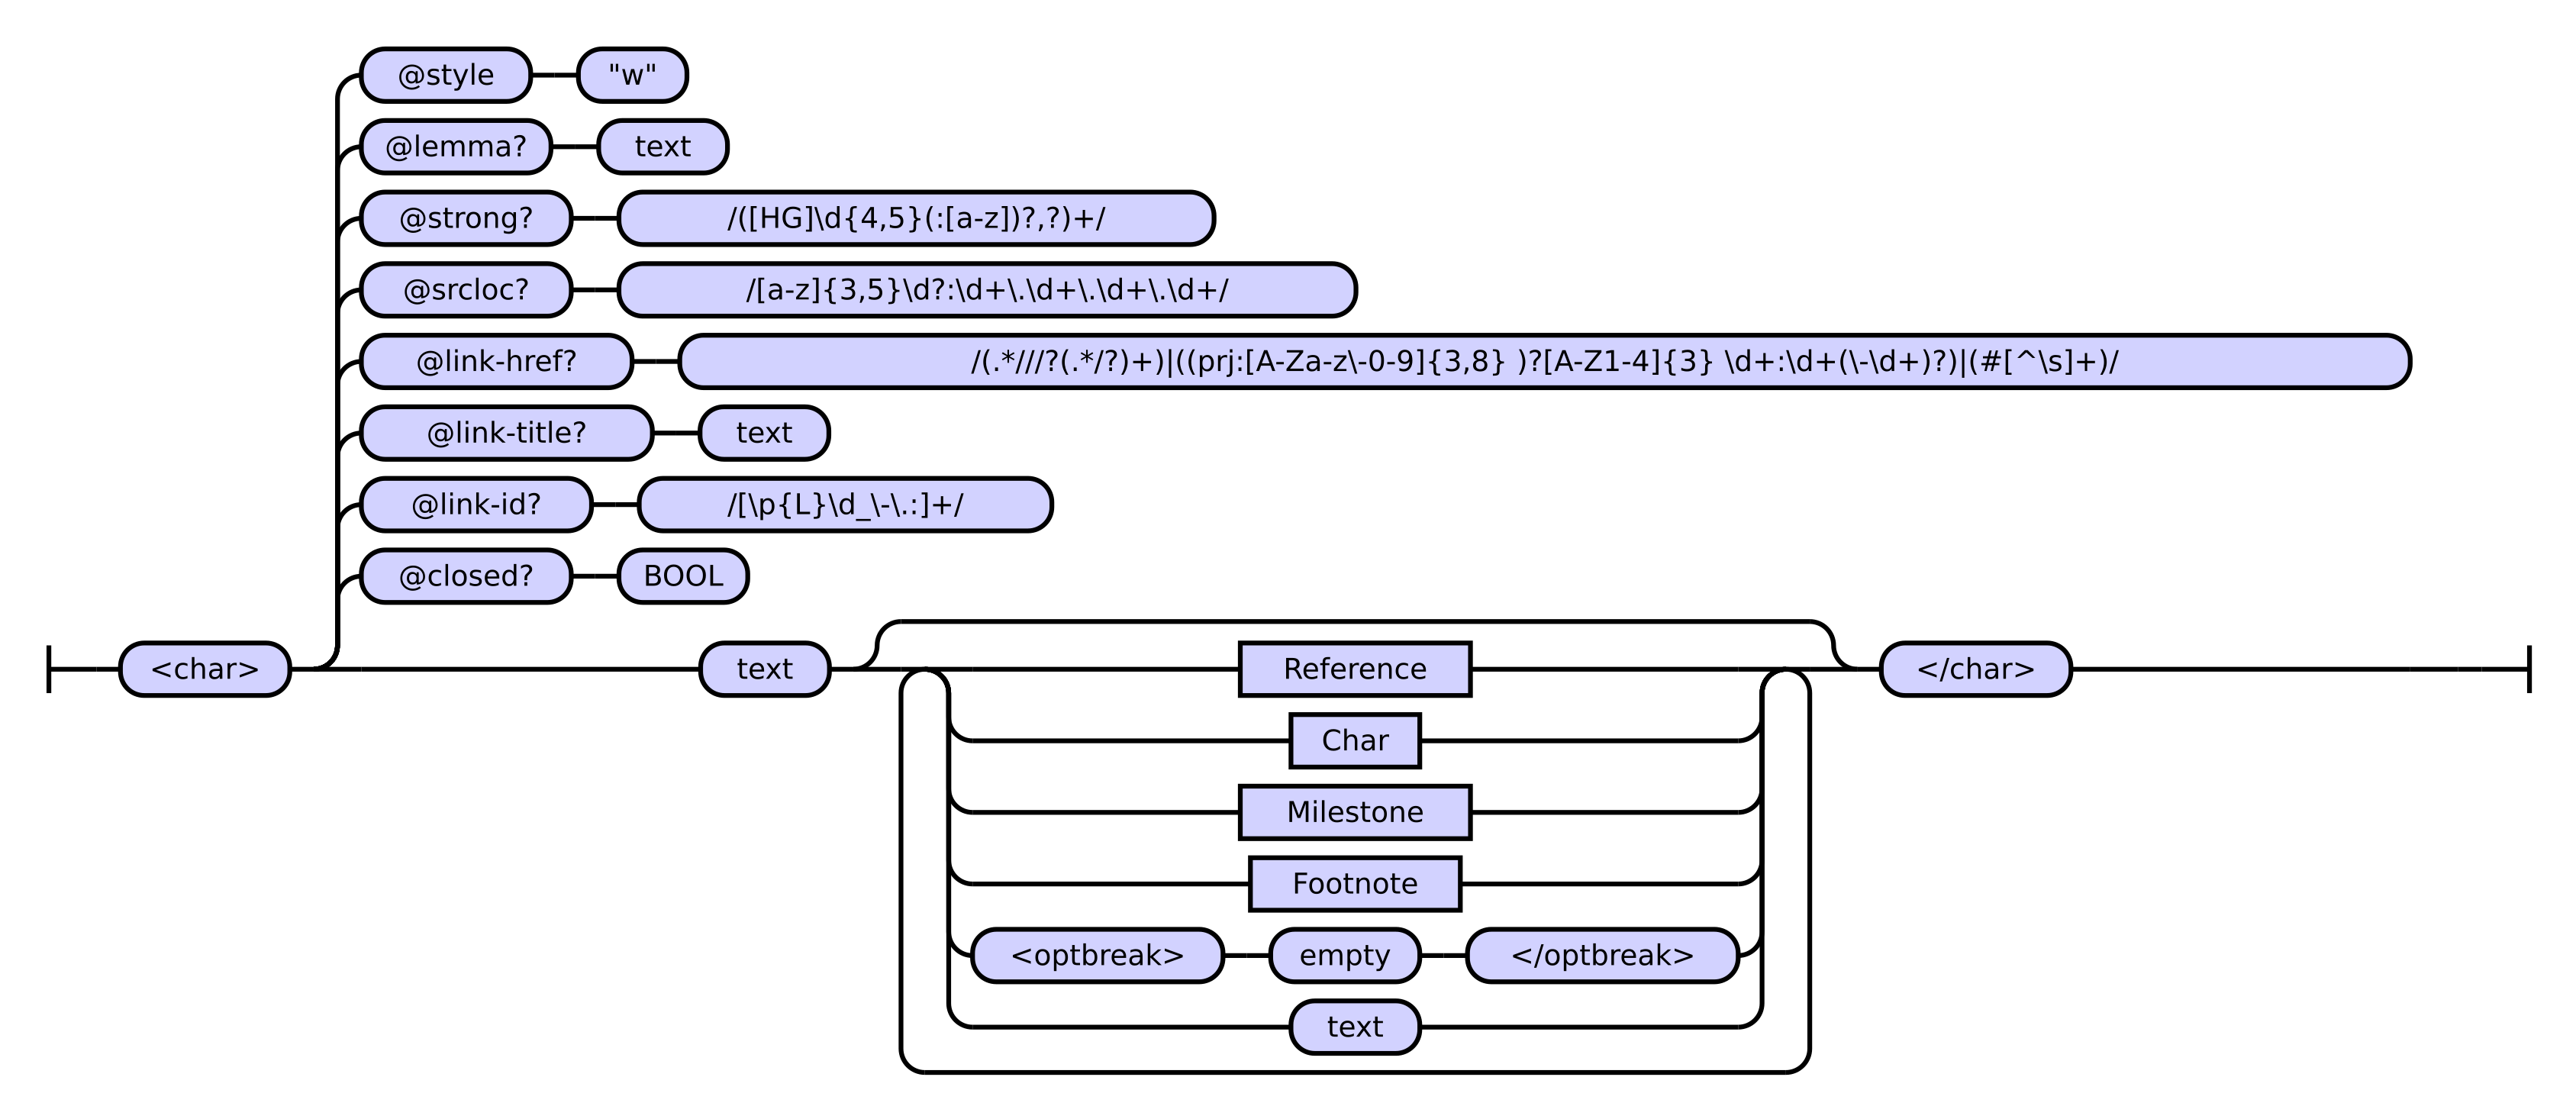 @style "w"
@lemma? text
@strong? /([HG]\d{4,5}(:[a-z])?,?)+/
@srcloc? /[a-z]{3,5}\d?:\d+\.\d+\.\d+\.\d+/
@link-href? /(.*///?(.*/?)+)|((prj:[A-Za-z\-0-9]{3,8} )?[A-Z1-4]{3} \d+:\d+(\-\d+)?)|(#[^\s]+)/
@link-title? text
@link-id? /[\p{L}\d_\-\.:]+/
@closed? BOOL
<char> text Reference </char>
Char
Milestone
Footnote
<optbreak> empty </optbreak>
text